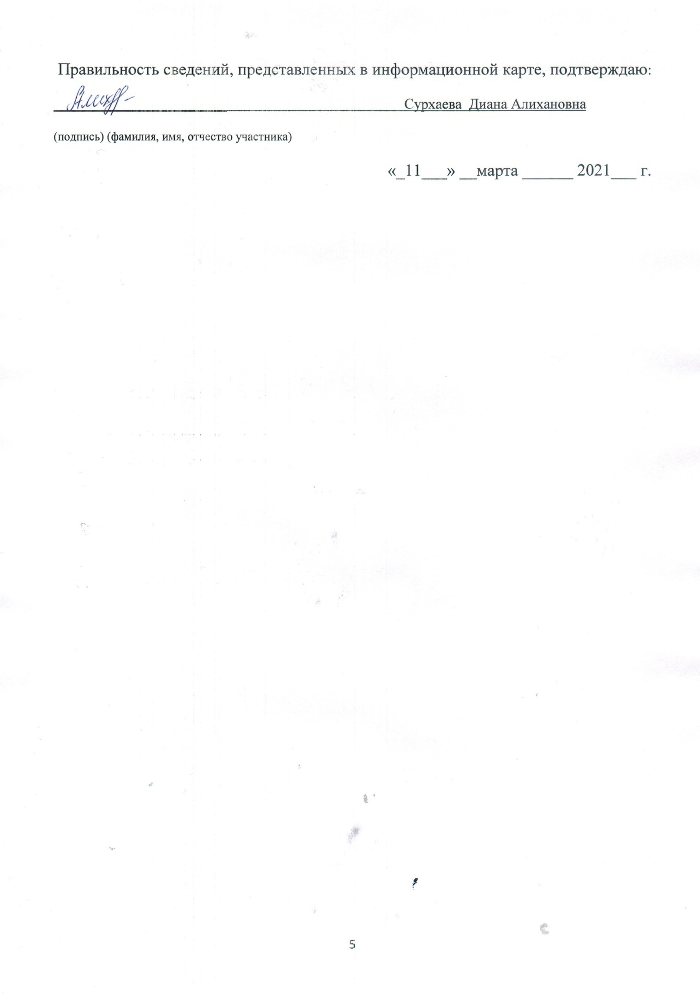 Правильность сведений, представленных в информационной карте, подтверждаю:
Сурхаева Диана Алихановна
(подпись) (фамилия, имя, отчество участника)
«_11___» __марта ______ 2021___ г.
5